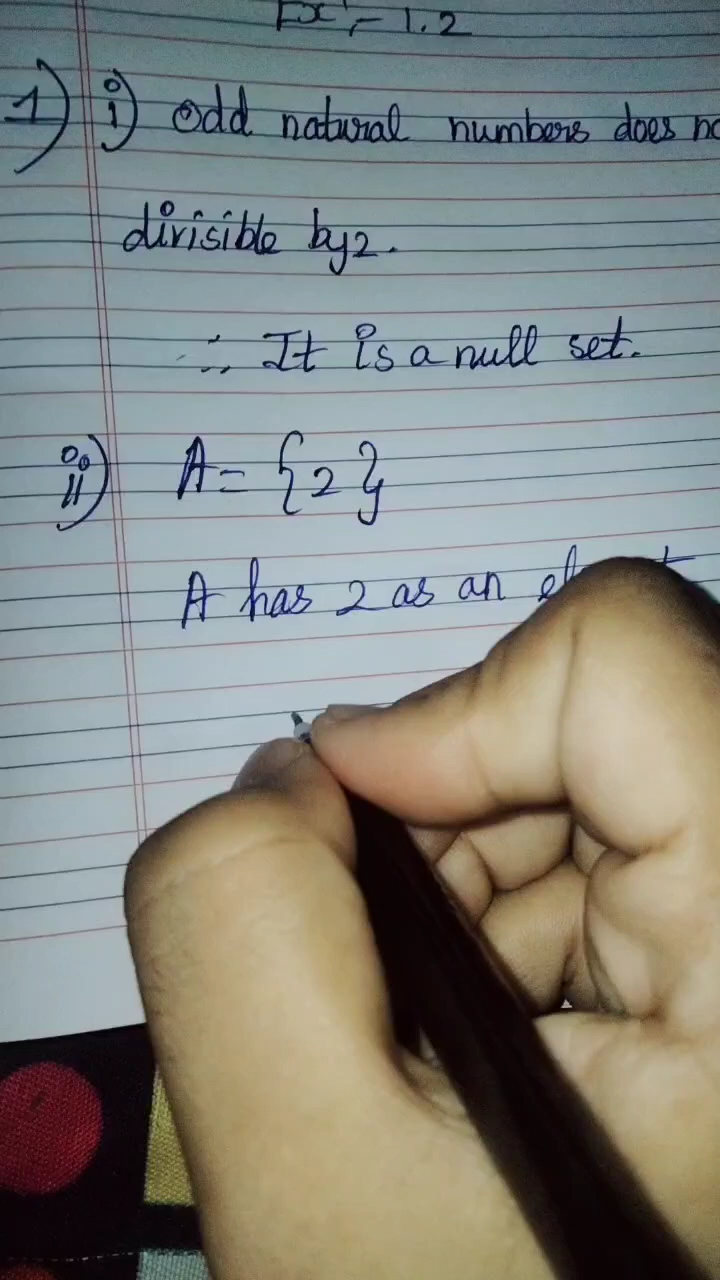 Ex:- 1.2
1) i) Odd natural numbers does
divisible by 2.
∴ It is a null set.
ii) A = {2}
A has 2 as an